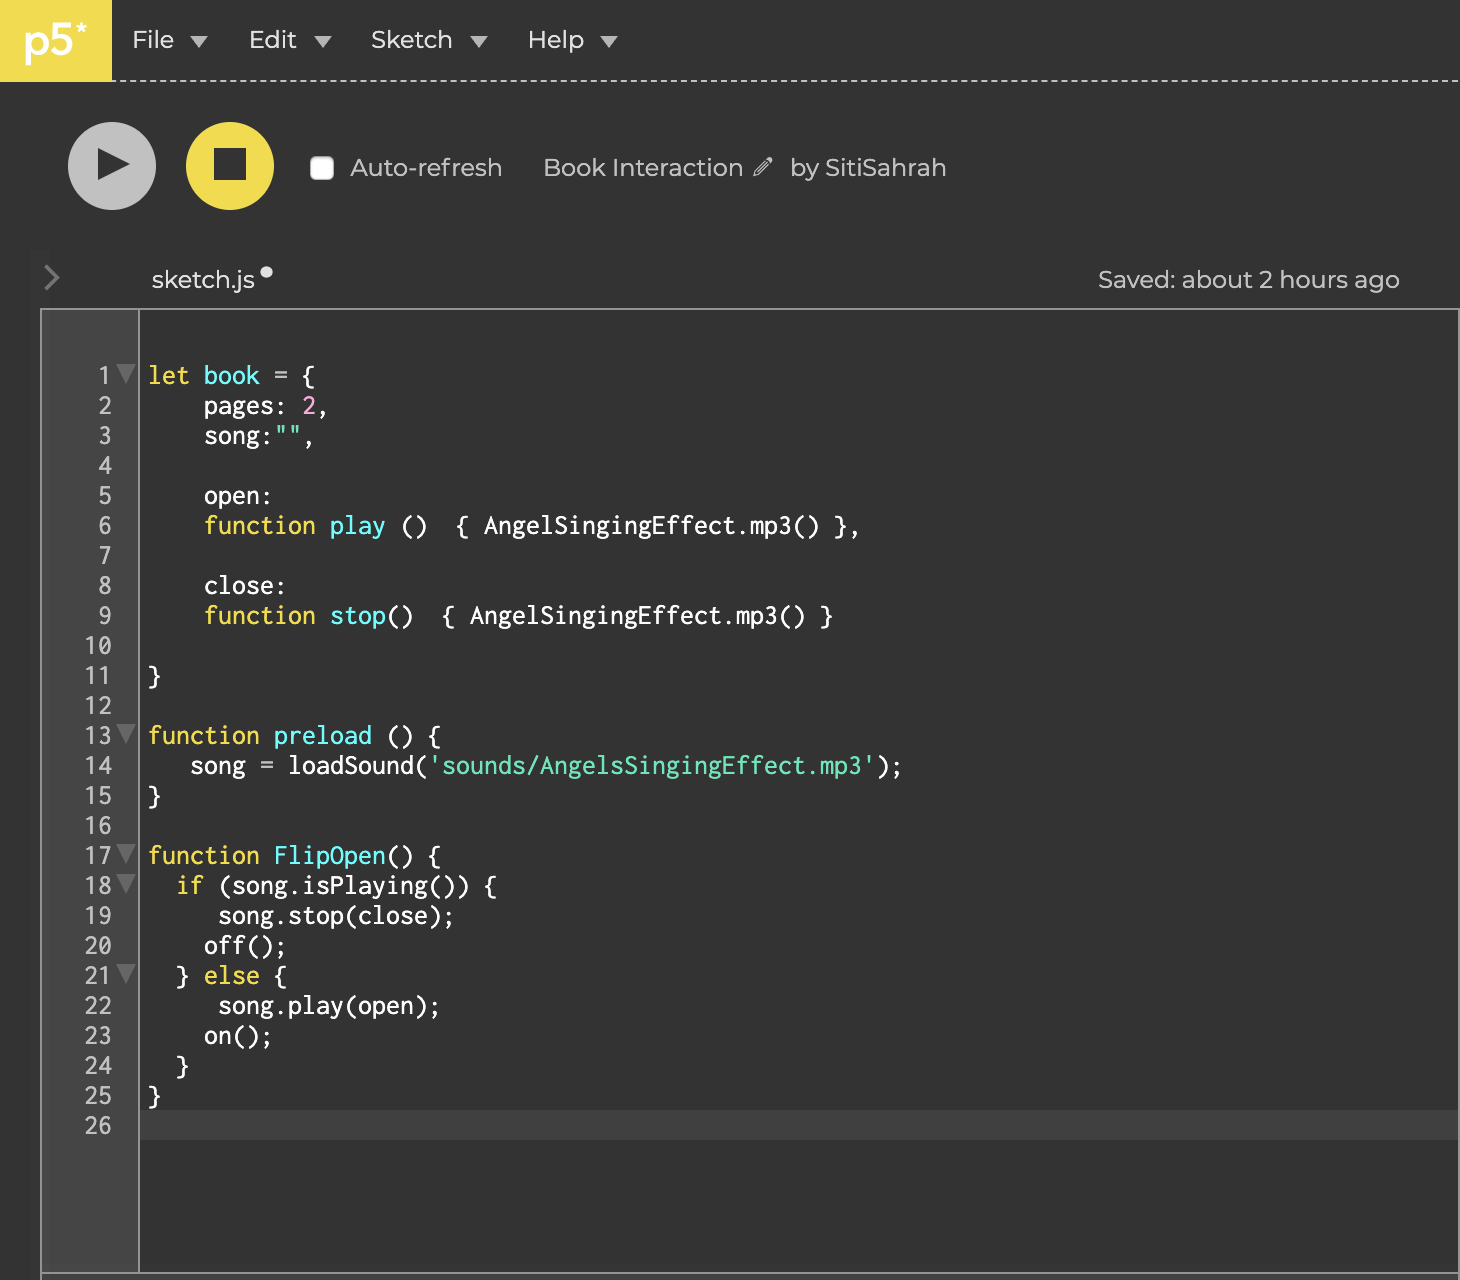 p5*
File Edit Sketch Help
Auto-refresh Book Interaction by SitiSahrah
sketch.js Saved: about 2 hours ago
1 let book = {
2     pages: 2,
3     song:"",
4
5     open:
6     function play ()  { AngelSingingEffect.mp3() },
7
8     close:
9     function stop()  { AngelSingingEffect.mp3() }
10
11 }
12
13 function preload () {
14    song = loadSound('sounds/AngelsSingingEffect.mp3');
15 }
16
17 function FlipOpen() {
18   if (song.isPlaying()) {
19      song.stop(close);
20     off();
21   } else {
22      song.play(open);
23     on();
24   }
25 }
26